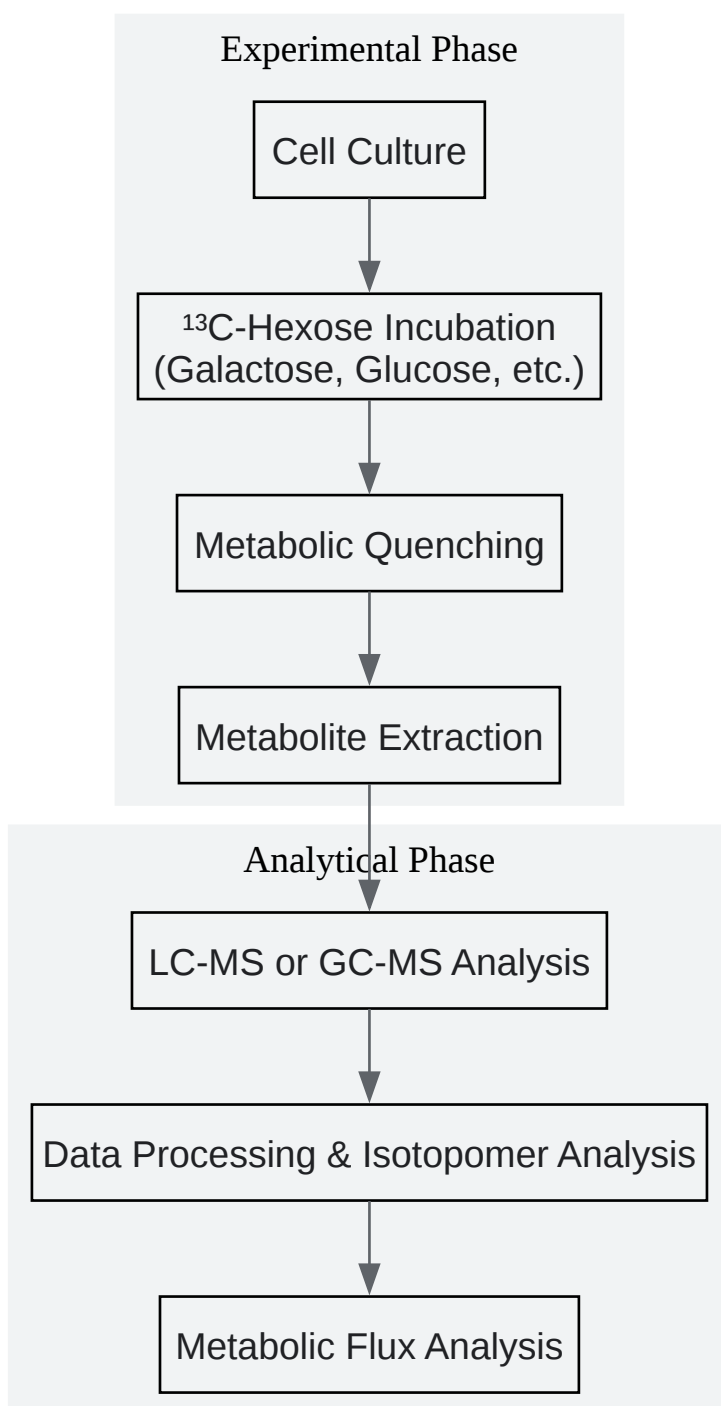 Experimental Phase
Cell Culture
¹³C-Hexose Incubation
(Galactose, Glucose, etc.)
Metabolic Quenching
Metabolite Extraction
Analytical Phase
LC-MS or GC-MS Analysis
Data Processing & Isotopomer Analysis
Metabolic Flux Analysis